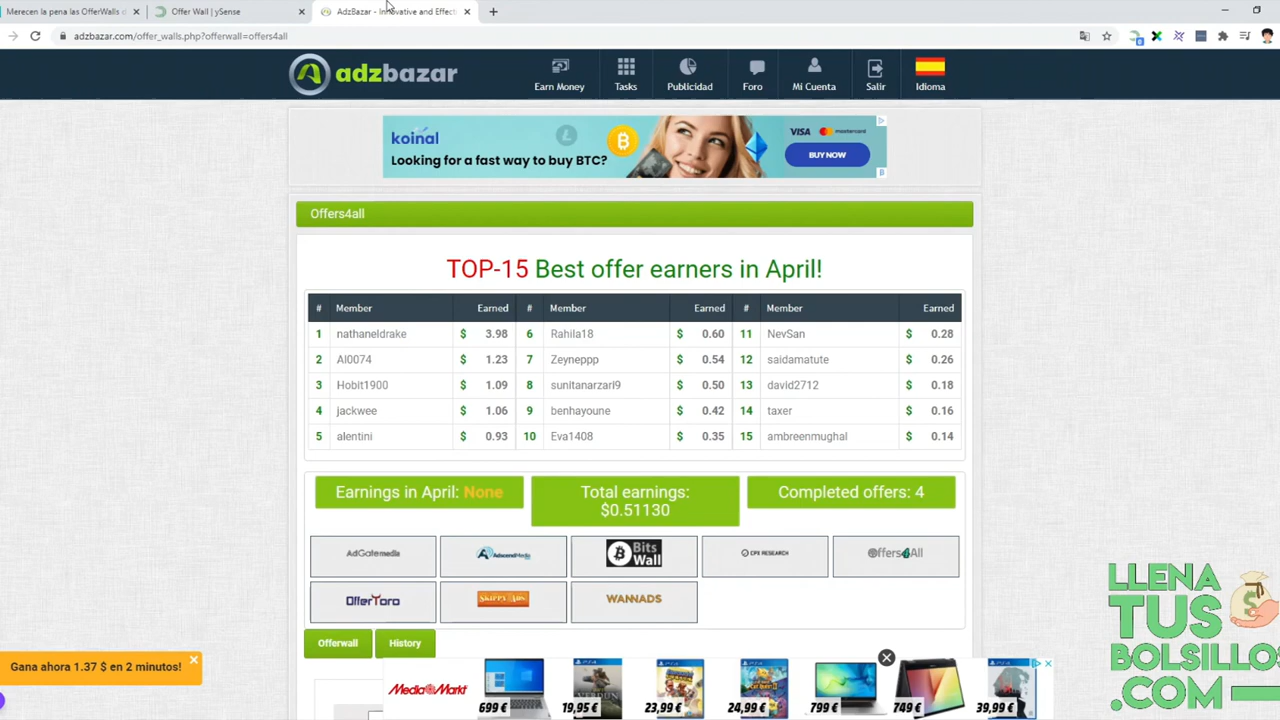 Merecen la pena las OfferWalls d
Offer Wall | ySense
AdzBazar - Innovative and Effecti
adzbazar.com/offer_walls.php?offerwall=offers4all
adzbazar
Earn Money
Tasks
Publicidad
Foro
Mi Cuenta
Salir
Idioma
koinal
Looking for a fast way to buy BTC?
VISA mastercard
BUY NOW
Offers4all
TOP-15 Best offer earners in April!
# Member Earned # Member Earned # Member Earned
1 nathaneldrake $ 3.98 6 Rahila18 $ 0.60 11 NevSan $ 0.28
2 Al0074 $ 1.23 7 Zeyneppp $ 0.54 12 saidamatute $ 0.26
3 Hobit1900 $ 1.09 8 sunitanarzari9 $ 0.50 13 david2712 $ 0.18
4 jackwee $ 1.06 9 benhayoune $ 0.42 14 taxer $ 0.16
5 alentini $ 0.93 10 Eva1408 $ 0.35 15 ambreenmughal $ 0.14
Earnings in April: None
Total earnings:
$0.51130
Completed offers: 4
AdGatemedia
AdscendMedia
Bits
Wall
CPX RESEARCH
Offers4All
OfferToro
SKIPPY ADS
WANNADS
Offerwall
History
Gana ahora 1.37 $ en 2 minutos!
MediaMarkt
699 €
19,95 €
23,99 €
24,99 €
799 €
749 €
39,99 €
LLENA
TUS
BOLSILLOS
.COM